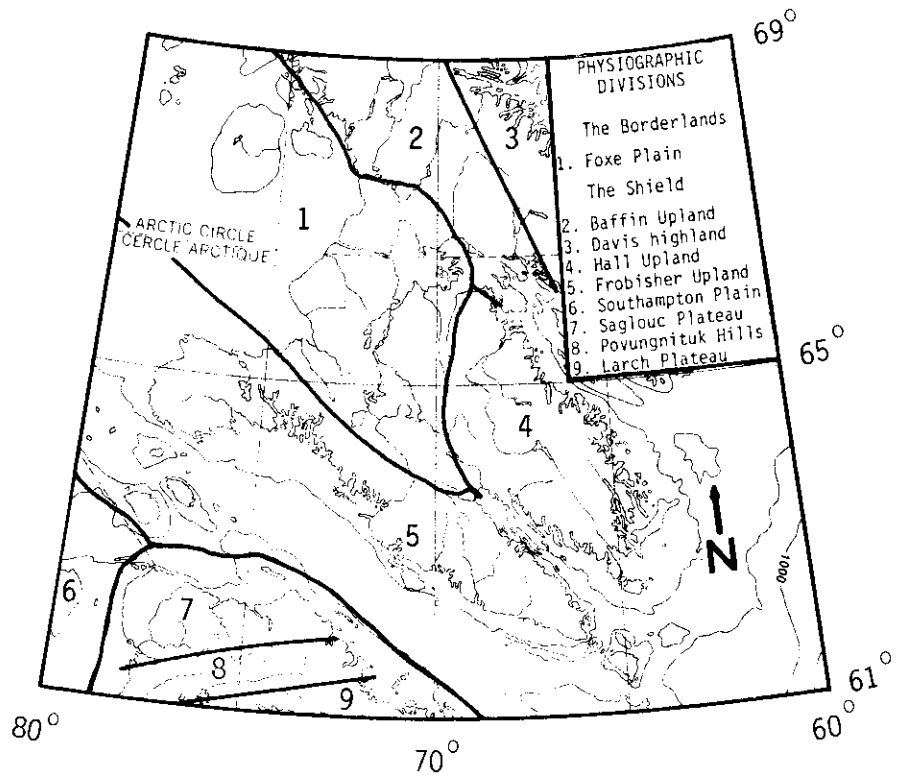 69°
PHYSIOGRAPHIC
DIVISIONS
The Borderlands
1. Foxe Plain
The Shield
2. Baffin Upland
3. Davis highland
4. Hall Upland
5. Frobisher Upland
6. Southampton Plain
7. Saglouc Plateau
8. Povungnituk Hills
9. Larch Plateau
2
3
1
ARCTIC CIRCLE
CERCLE ARCTIQUE
65°
4
5
N
1000
6
7
8
9
61°
80°
70°
60°